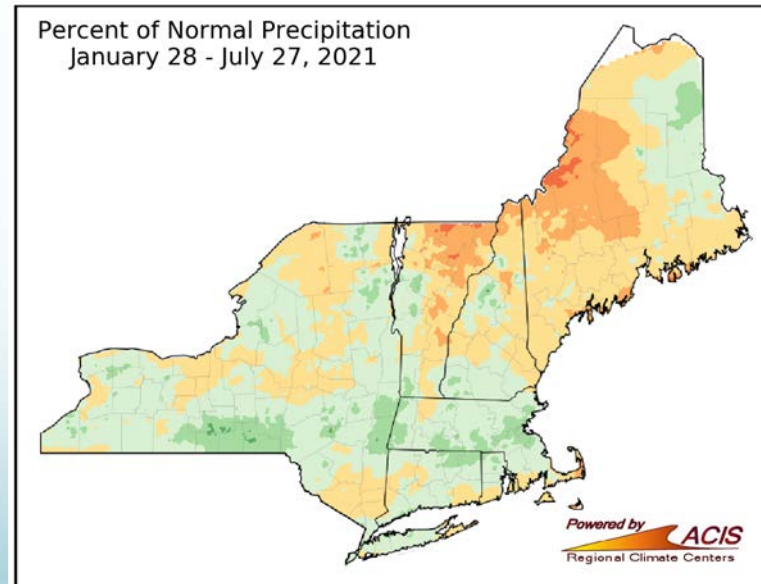 Percent of Normal Precipitation
January 28 - July 27, 2021
Powered by
ACIS
Regional Climate Centers